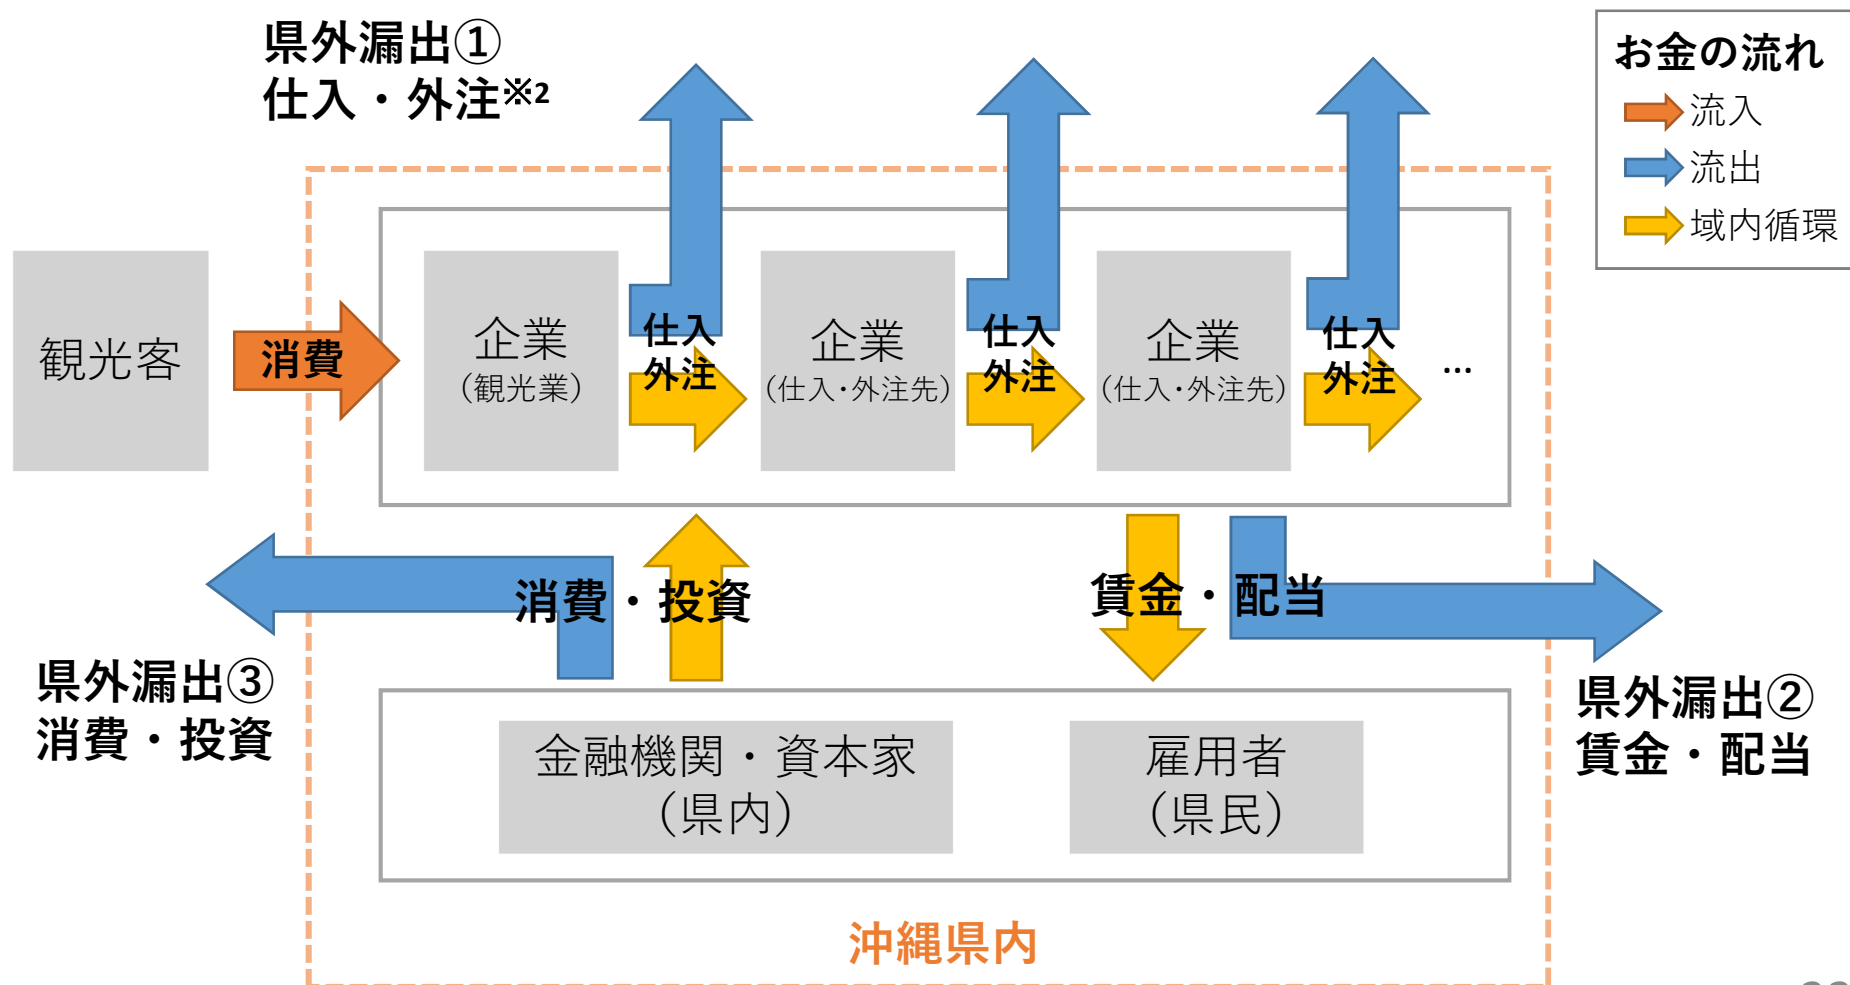 県外漏出①
仕入・外注※2
お金の流れ
流入
流出
域内循環
観光客
消費
企業
(観光業)
仕入
外注
企業
(仕入・外注先)
仕入
外注
企業
(仕入・外注先)
仕入
外注
…
消費・投資
賃金・配当
県外漏出③
消費・投資
県外漏出②
賃金・配当
金融機関・資本家
(県内)
雇用者
(県民)
沖縄県内